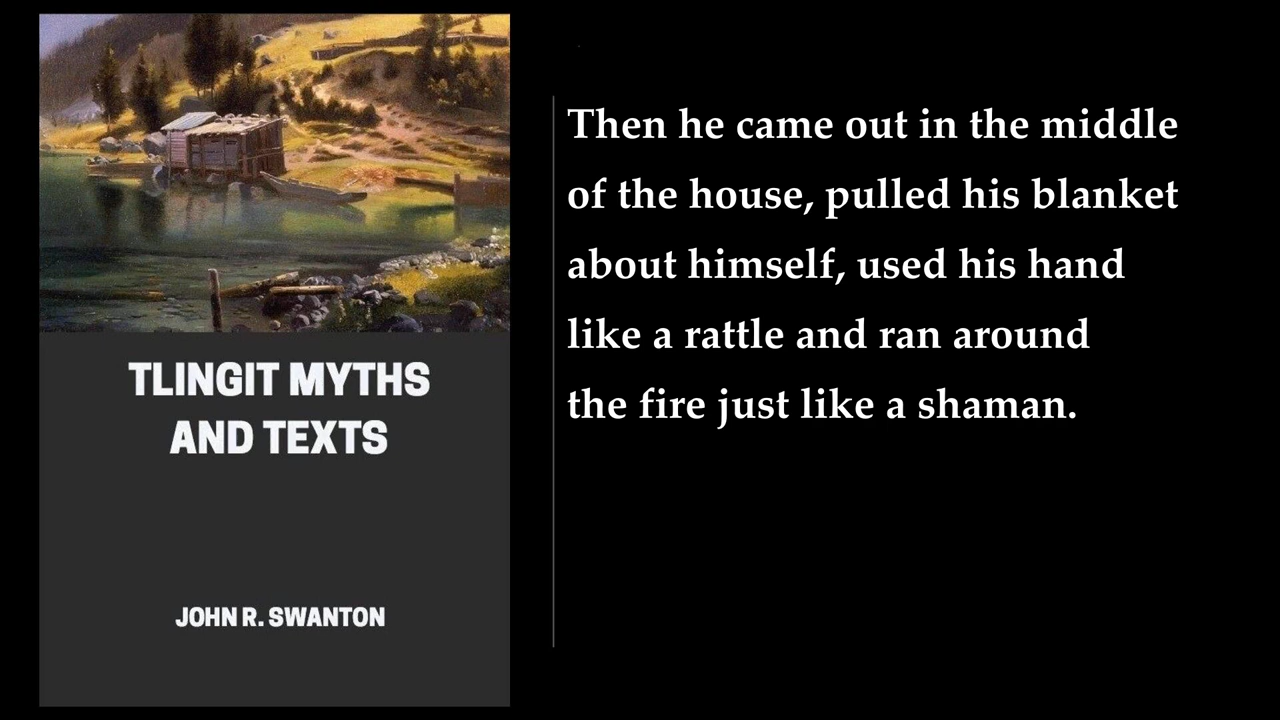 TLINGIT MYTHS
AND TEXTS
JOHN R. SWANTON
Then he came out in the middle
of the house, pulled his blanket
about himself, used his hand
like a rattle and ran around
the fire just like a shaman.